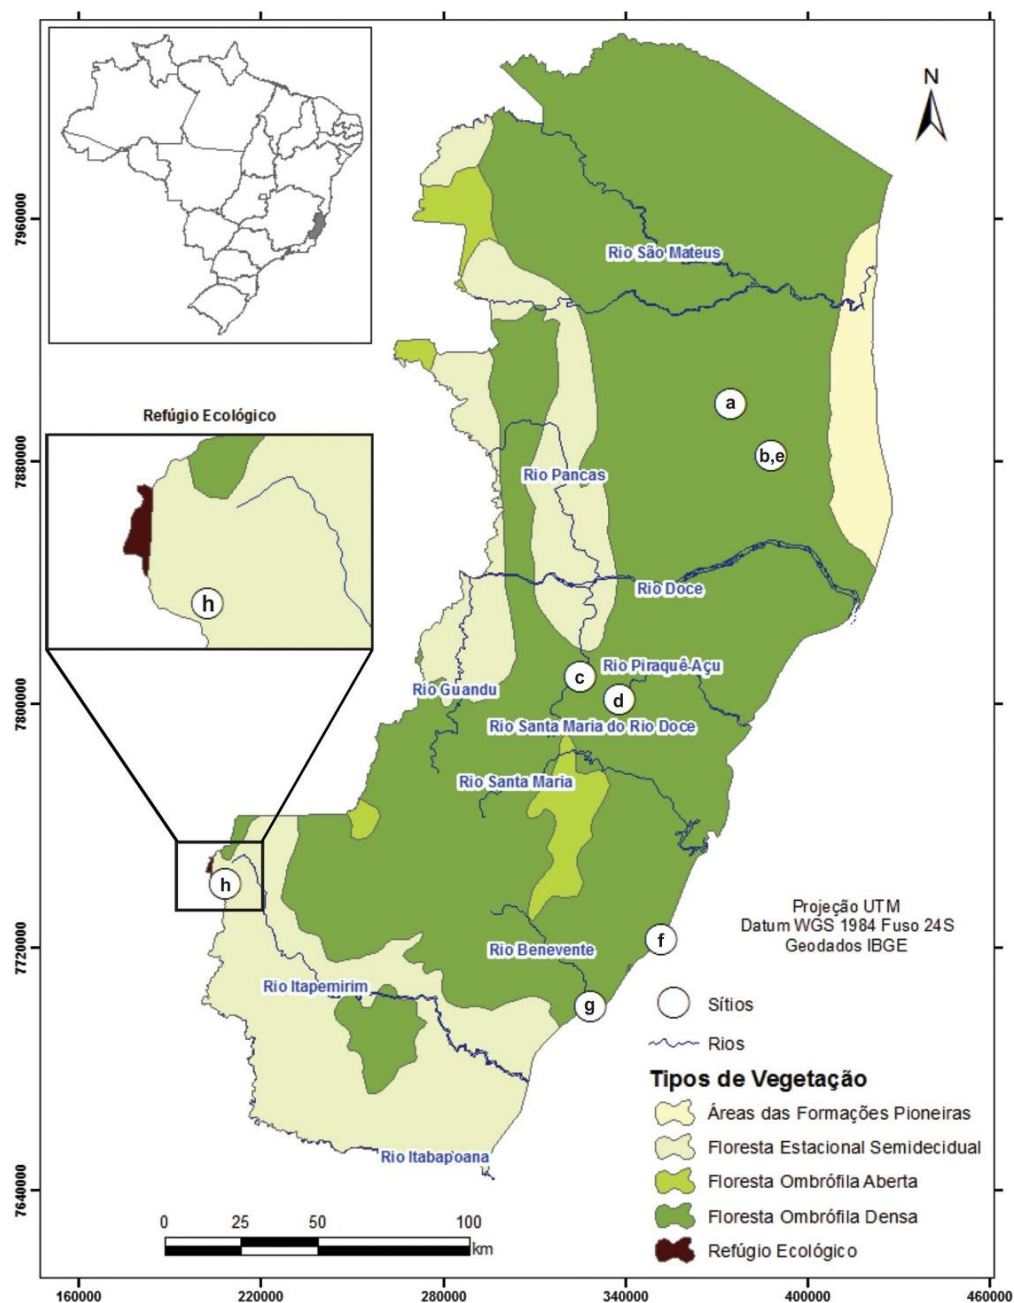 N
7960000
7880000
7800000
7720000
7640000
Rio São Mateus
a
b,e
Refúgio Ecológico
h
Rio Pancas
Rio Doce
Rio Piraquê-Açu
c
d
Rio Guandu
Rio Santa Maria do Rio Doce
Rio Santa Maria
h
f
Rio Benevente
g
Rio Itapemirim
Rio Itabapoana
Projeção UTM
Datum WGS 1984 Fuso 24S
Geodados IBGE
Sítios
Rios
Tipos de Vegetação
Áreas das Formações Pioneiras
Floresta Estacional Semidecidual
Floresta Ombrófila Aberta
Floresta Ombrófila Densa
Refúgio Ecológico
0 25 50 100
km
160000 220000 280000 340000 400000 460000